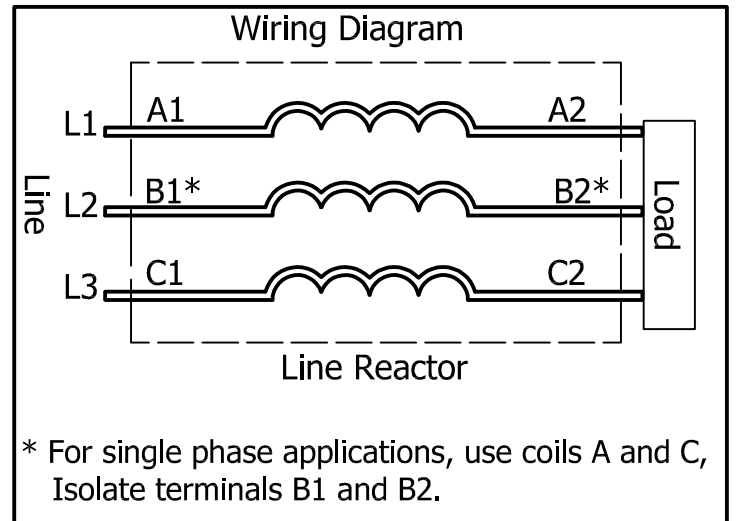 Wiring Diagram
L1 A1 A2
L2 B1* B2*
L3 C1 C2
Line
Load
Line Reactor
* For single phase applications, use coils A and C,
Isolate terminals B1 and B2.